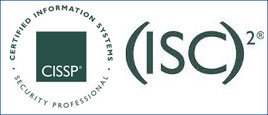 · CERTIFIED INFORMATION SYSTEMS ·
SECURITY PROFESSIONAL
CISSP®
(ISC)²®